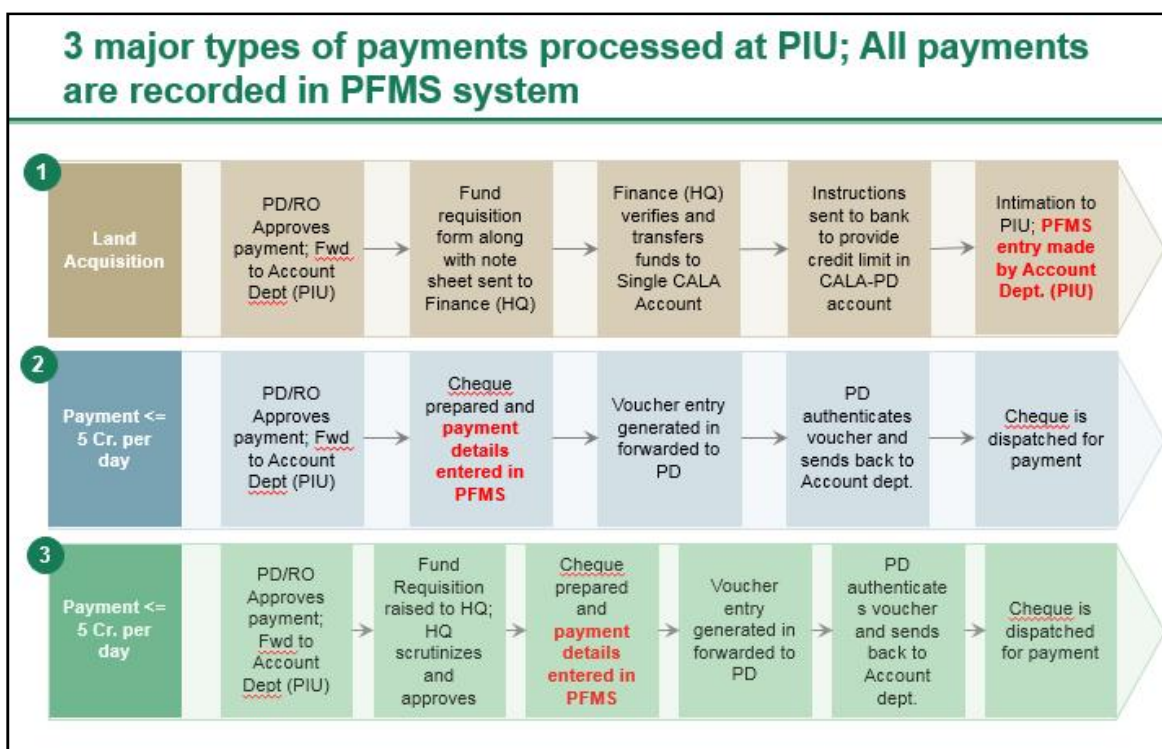 3 major types of payments processed at PIU; All payments
are recorded in PFMS system
1
Land
Acquisition
PD/RO
Approves
payment; Fwd
to Account
Dept (PIU)
Fund
requisition
form along
with note
sheet sent to
Finance (HQ)
Finance (HQ)
verifies and
transfers
funds to
Single CALA
Account
Instructions
sent to bank
to provide
credit limit in
CALA-PD
account
Intimation to
PIU; PFMS
entry made
by Account
Dept. (PIU)
2
Payment <=
5 Cr. per
day
PD/RO
Approves
payment; Fwd
to Account
Dept (PIU)
Cheque
prepared and
payment
details
entered in
PFMS
Voucher entry
generated in
forwarded to
PD
PD
authenticates
voucher and
sends back to
Account dept.
Cheque is
dispatched for
payment
3
Payment <=
5 Cr. per
day
PD/RO
Approves
payment;
Fwd to
Account
Dept (PIU)
Fund
Requisition
raised to HQ;
HQ
scrutinizes
and
approves
Cheque
prepared
and
payment
details
entered in
PFMS
Voucher
entry
generated in
forwarded to
PD
PD
authenticate
s voucher
and sends
back to
Account
dept.
Cheque is
dispatched
for payment